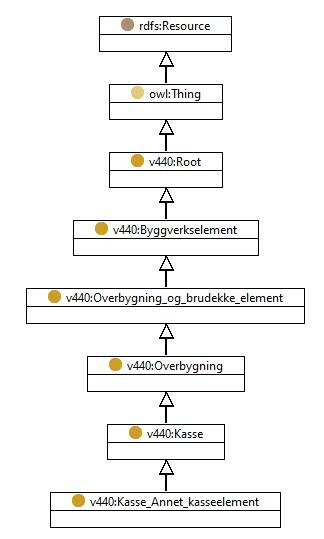 rdfs:Resource
owl:Thing
v440:Root
v440:Byggverkselement
v440:Overbygning_og_brudekke_element
v440:Overbygning
v440:Kasse
v440:Kasse_Annet_kasseelement